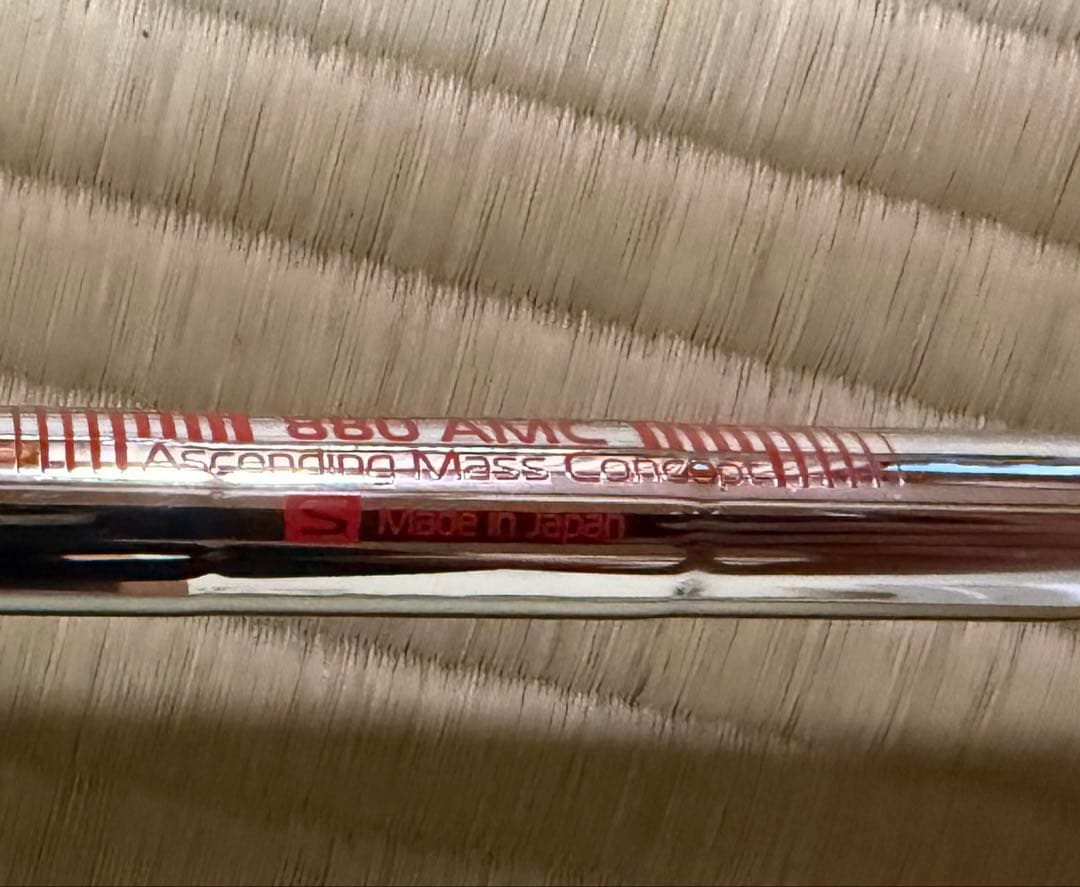 880 AMC
Ascending Mass Concept
S Made in Japan